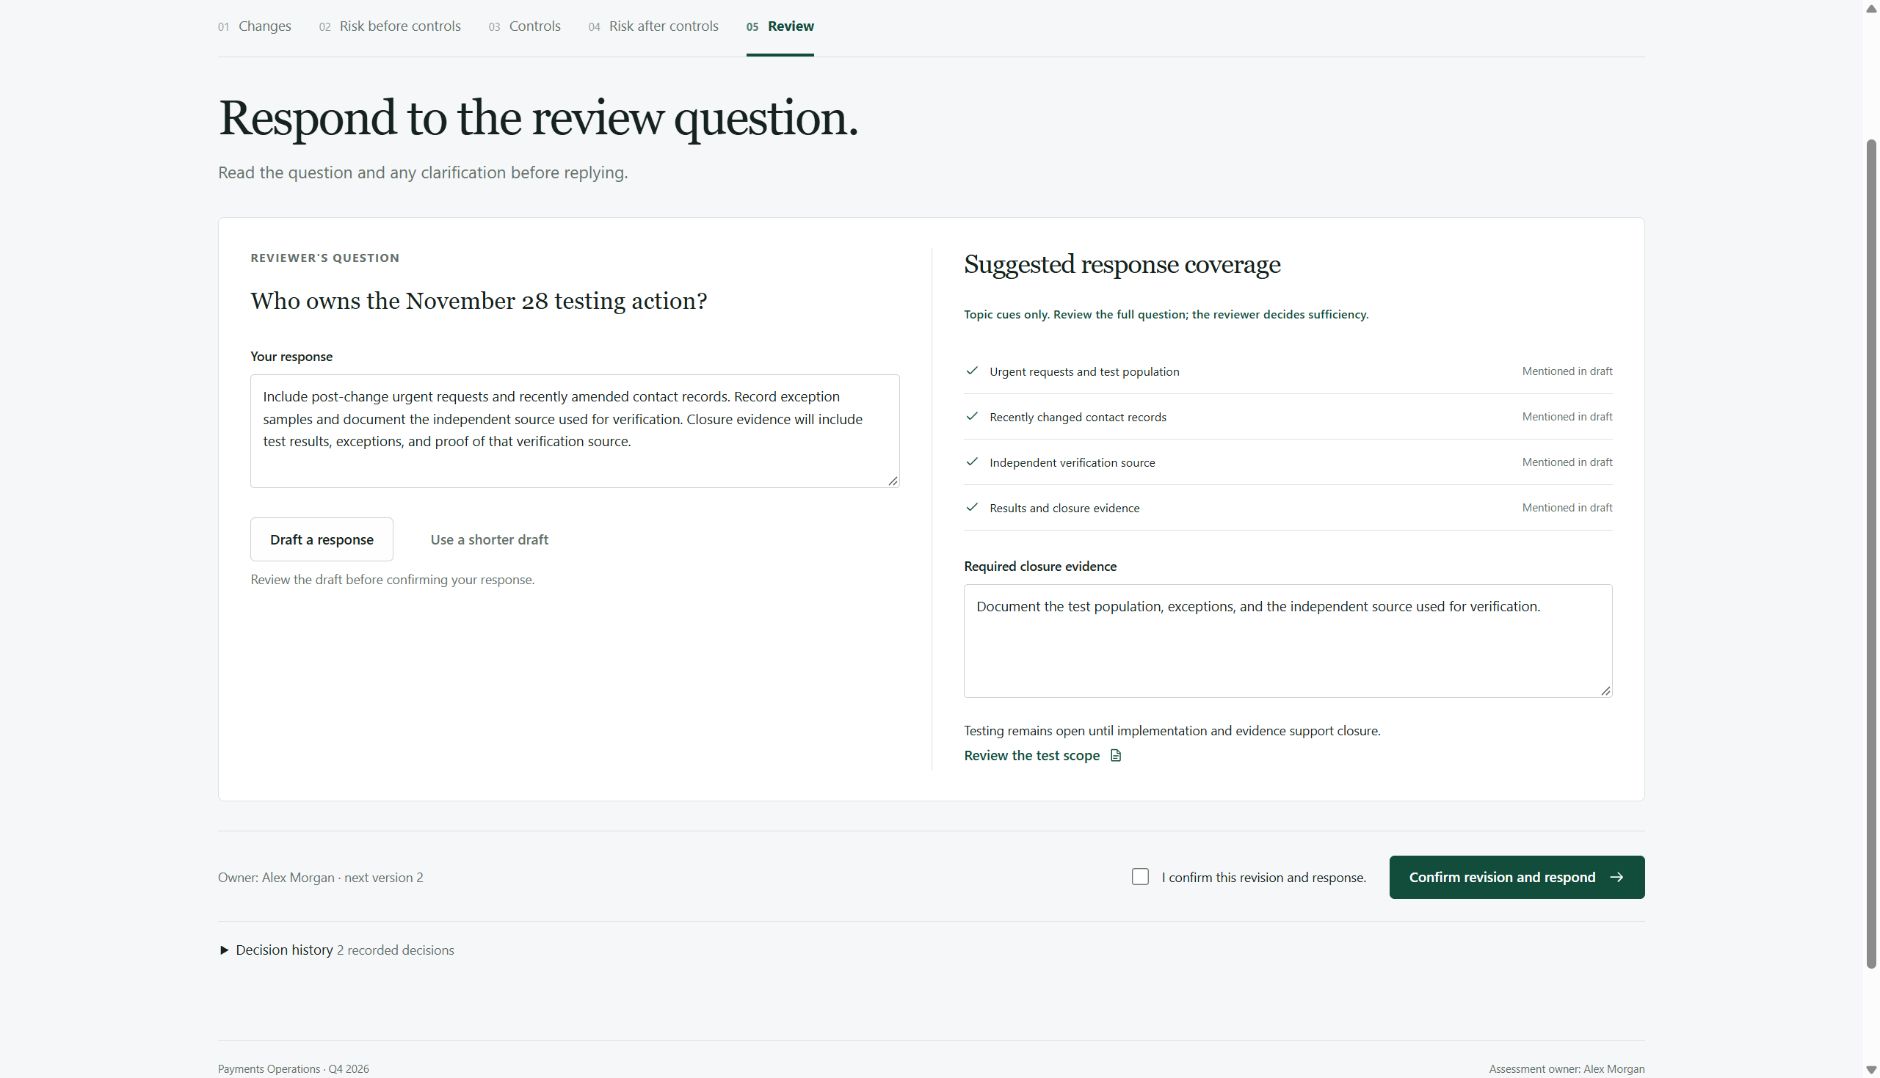 01 Changes 02 Risk before controls 03 Controls 04 Risk after controls 05 Review
Respond to the review question.
Read the question and any clarification before replying.
REVIEWER'S QUESTION
Who owns the November 28 testing action?
Your response
Include post-change urgent requests and recently amended contact records. Record exception
samples and document the independent source used for verification. Closure evidence will include
test results, exceptions, and proof of that verification source.
Draft a response Use a shorter draft
Review the draft before confirming your response.
Suggested response coverage
Topic cues only. Review the full question; the reviewer decides sufficiency.
Urgent requests and test population Mentioned in draft
Recently changed contact records Mentioned in draft
Independent verification source Mentioned in draft
Results and closure evidence Mentioned in draft
Required closure evidence
Document the test population, exceptions, and the independent source used for verification.
Testing remains open until implementation and evidence support closure.
Review the test scope
Owner: Alex Morgan · next version 2
I confirm this revision and response.
Confirm revision and respond →
Decision history 2 recorded decisions
Payments Operations · Q4 2026
Assessment owner: Alex Morgan